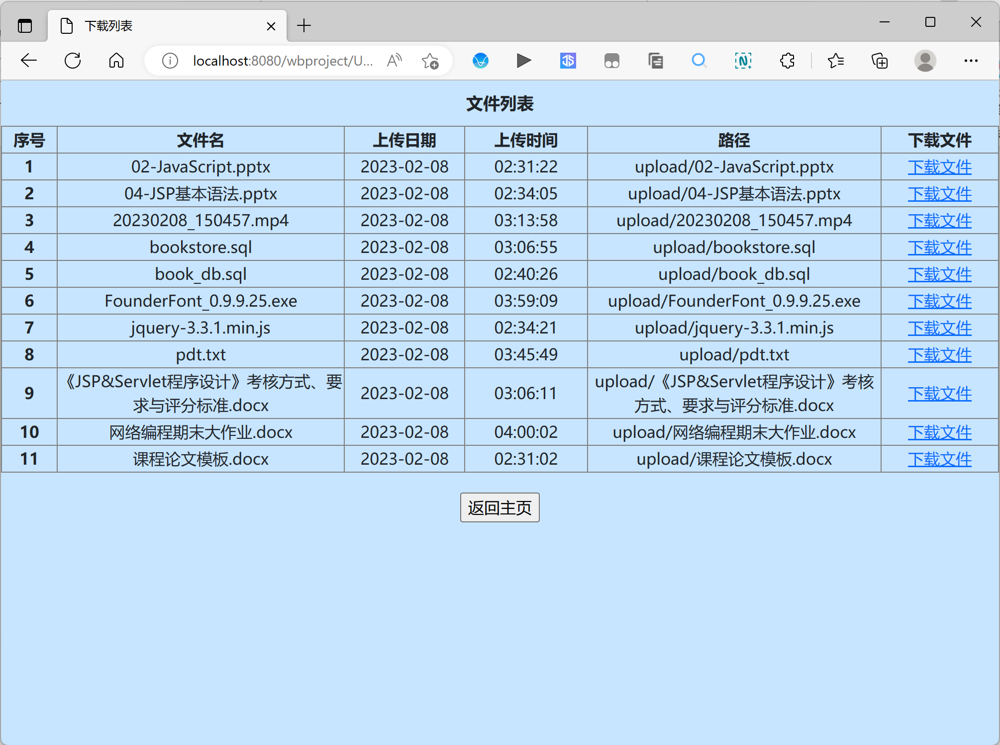 下载列表
localhost:8080/wbproject/U...
文件列表
序号 文件名 上传日期 上传时间 路径 下载文件
1 02-JavaScript.pptx 2023-02-08 02:31:22 upload/02-JavaScript.pptx 下载文件
2 04-JSP基本语法.pptx 2023-02-08 02:34:05 upload/04-JSP基本语法.pptx 下载文件
3 20230208_150457.mp4 2023-02-08 03:13:58 upload/20230208_150457.mp4 下载文件
4 bookstore.sql 2023-02-08 03:06:55 upload/bookstore.sql 下载文件
5 book_db.sql 2023-02-08 02:40:26 upload/book_db.sql 下载文件
6 FounderFont_0.9.9.25.exe 2023-02-08 03:59:09 upload/FounderFont_0.9.9.25.exe 下载文件
7 jquery-3.3.1.min.js 2023-02-08 02:34:21 upload/jquery-3.3.1.min.js 下载文件
8 pdt.txt 2023-02-08 03:45:49 upload/pdt.txt 下载文件
9 《JSP&Servlet程序设计》考核方式、要求与评分标准.docx 2023-02-08 03:06:11 upload/《JSP&Servlet程序设计》考核方式、要求与评分标准.docx 下载文件
10 网络编程期末大作业.docx 2023-02-08 04:00:02 upload/网络编程期末大作业.docx 下载文件
11 课程论文模板.docx 2023-02-08 02:31:02 upload/课程论文模板.docx 下载文件
返回主页